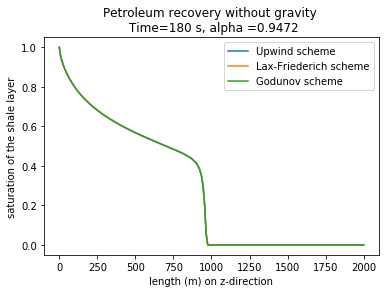 Petroleum recovery without gravity
Time=180 s, alpha =0.9472
Upwind scheme
Lax-Friederich scheme
Godunov scheme
saturation of the shale layer
1.0
0.8
0.6
0.4
0.2
0.0
0 250 500 750 1000 1250 1500 1750 2000
length (m) on z-direction